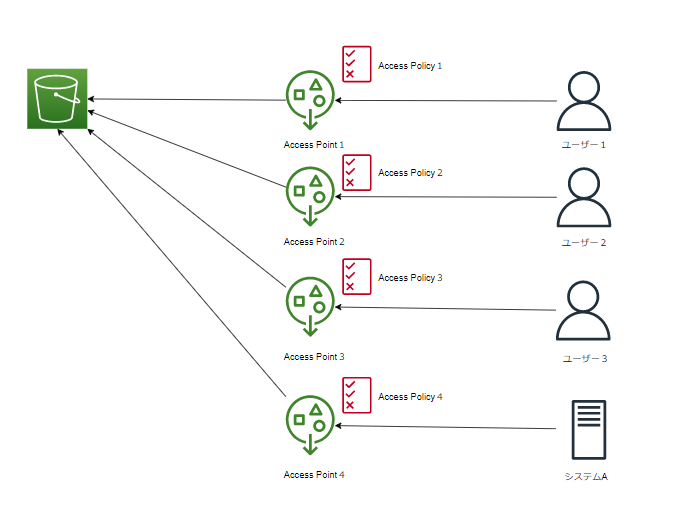 Access Policy 1
Access Point 1
ユーザー 1
Access Policy 2
Access Point 2
ユーザー 2
Access Policy 3
Access Point 3
ユーザー 3
Access Policy 4
Access Point 4
システムA